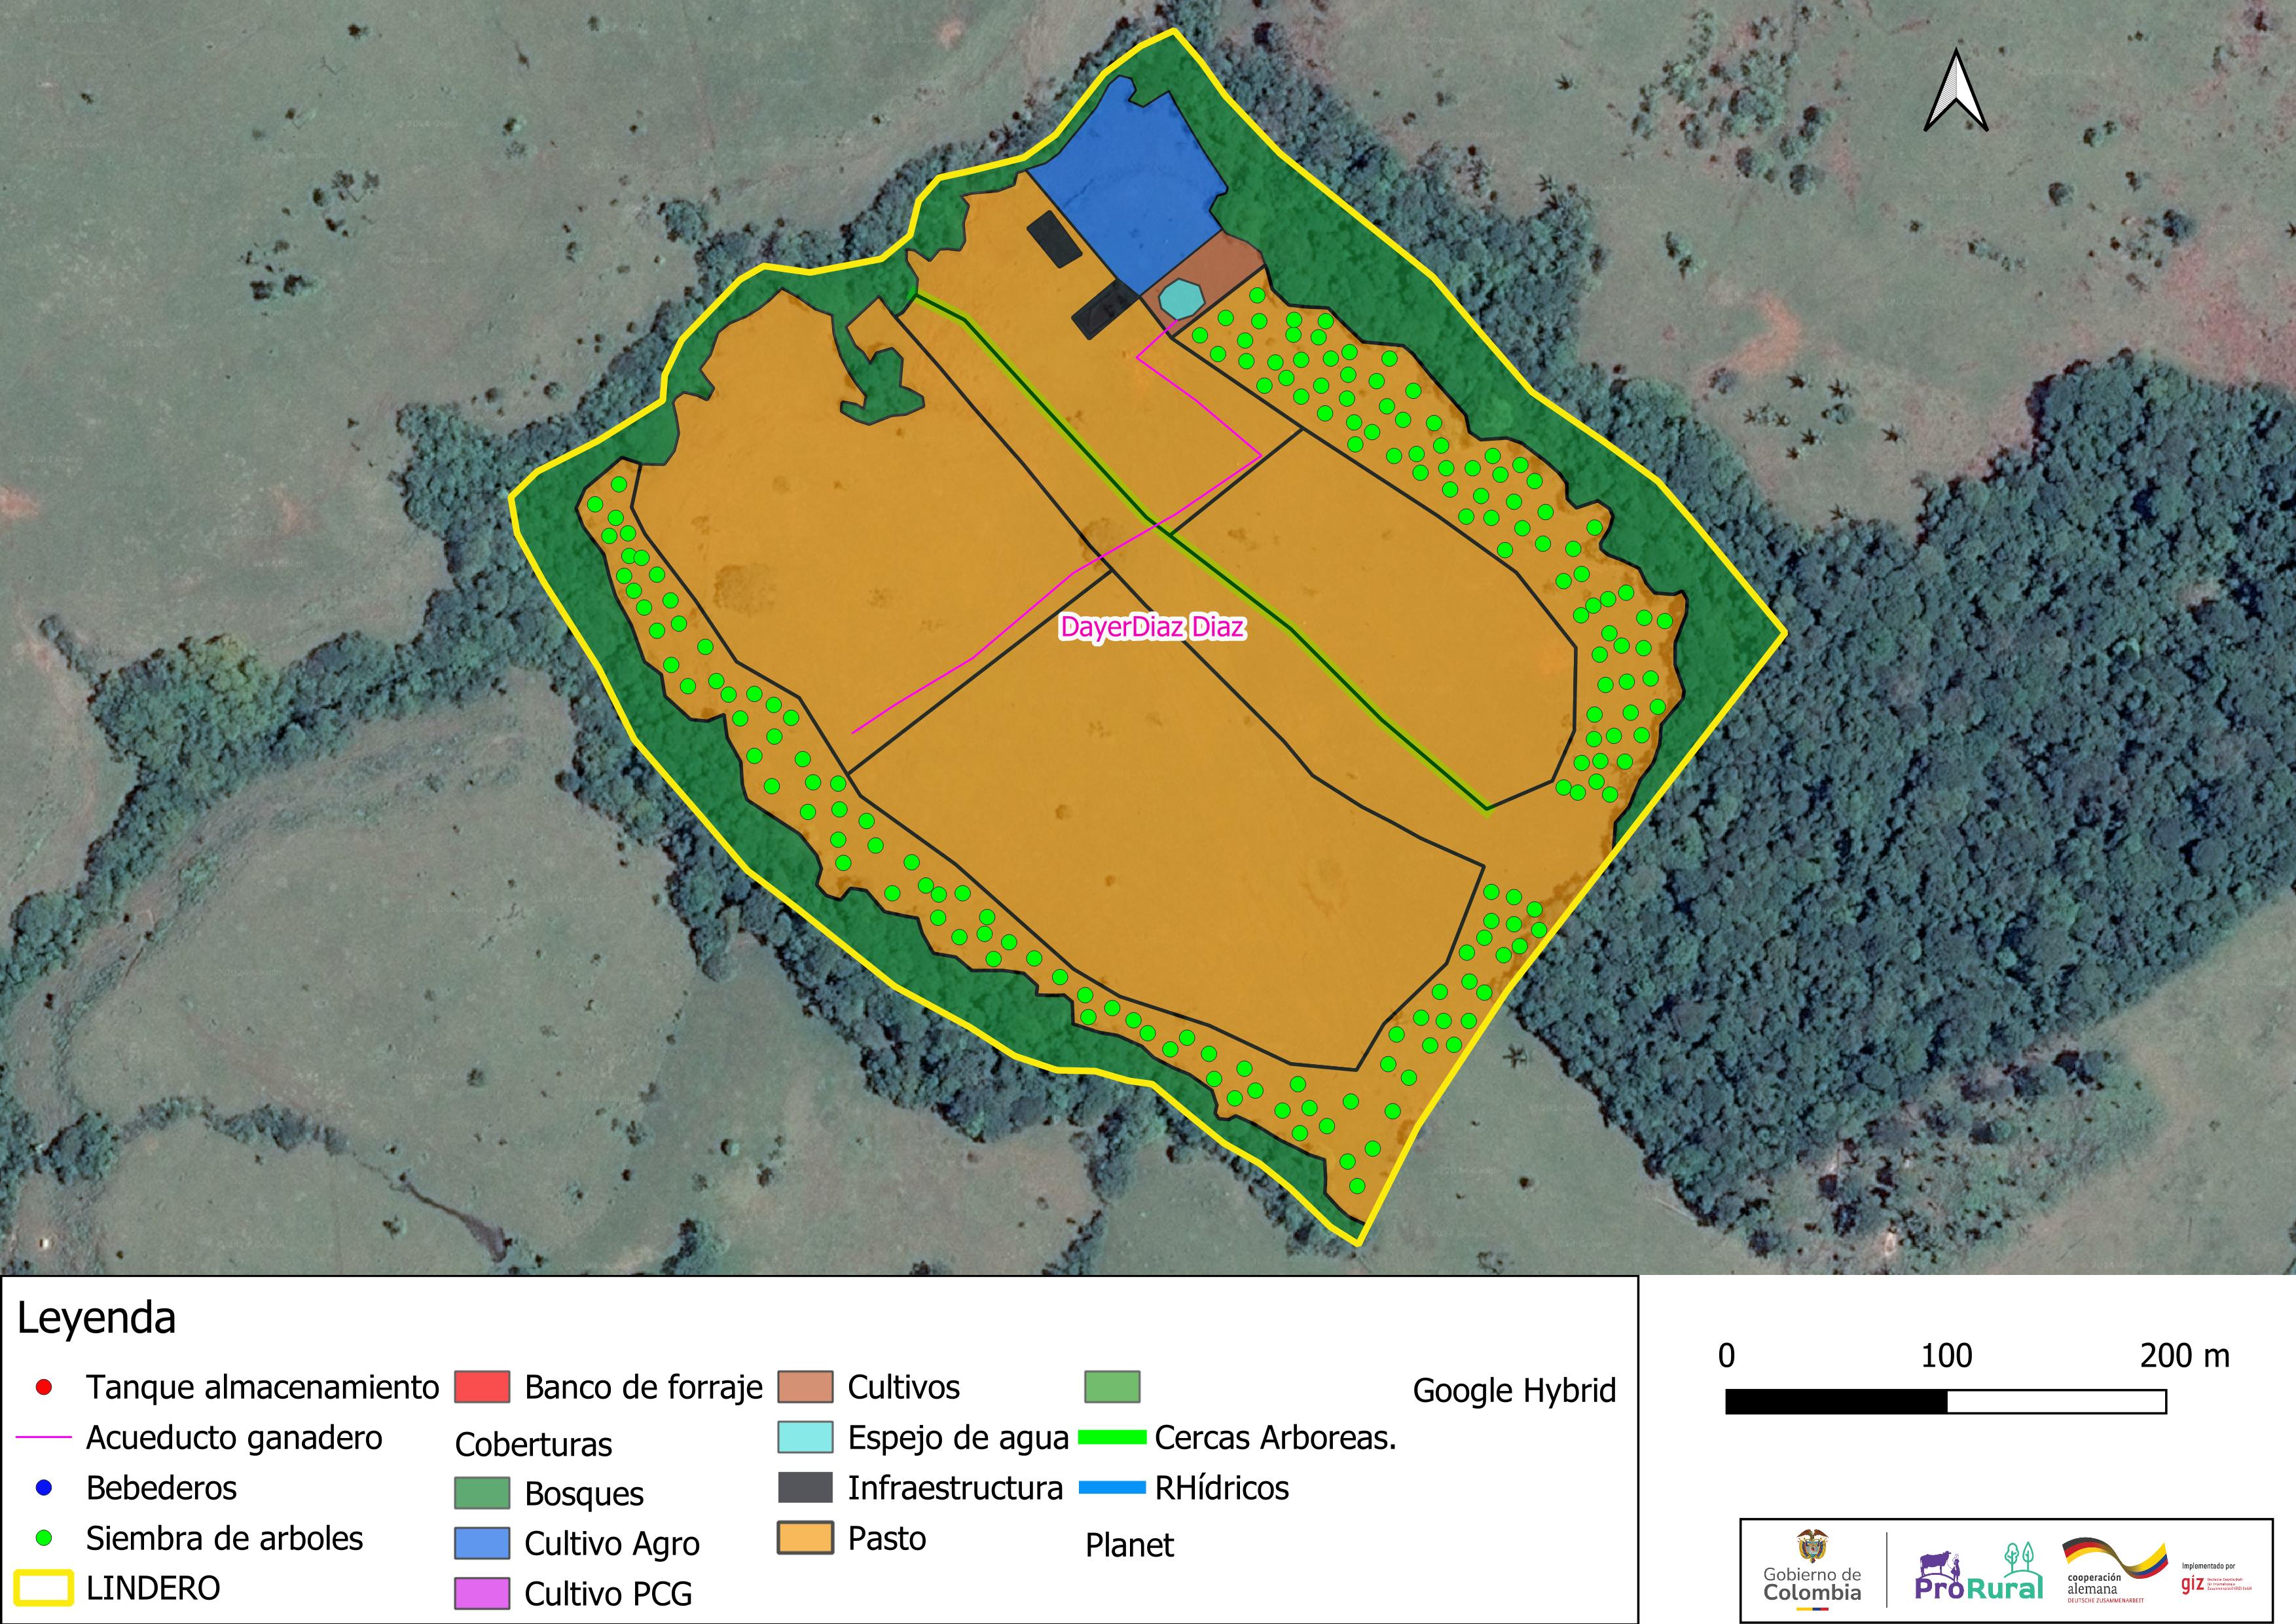 DayerDiaz Diaz
Leyenda
Tanque almacenamiento
Acueducto ganadero
Bebederos
Siembra de arboles
LINDERO
Banco de forraje
Coberturas
Bosques
Cultivo Agro
Cultivo PCG
Cultivos
Espejo de agua
Infraestructura
Pasto
Cercas Arboreas.
RHídricos
Planet
Google Hybrid
0 100 200 m
Gobierno de
Colombia
ProRural
cooperación
alemana
DEUTSCHE ZUSAMMENARBEIT
Implementado por
giz